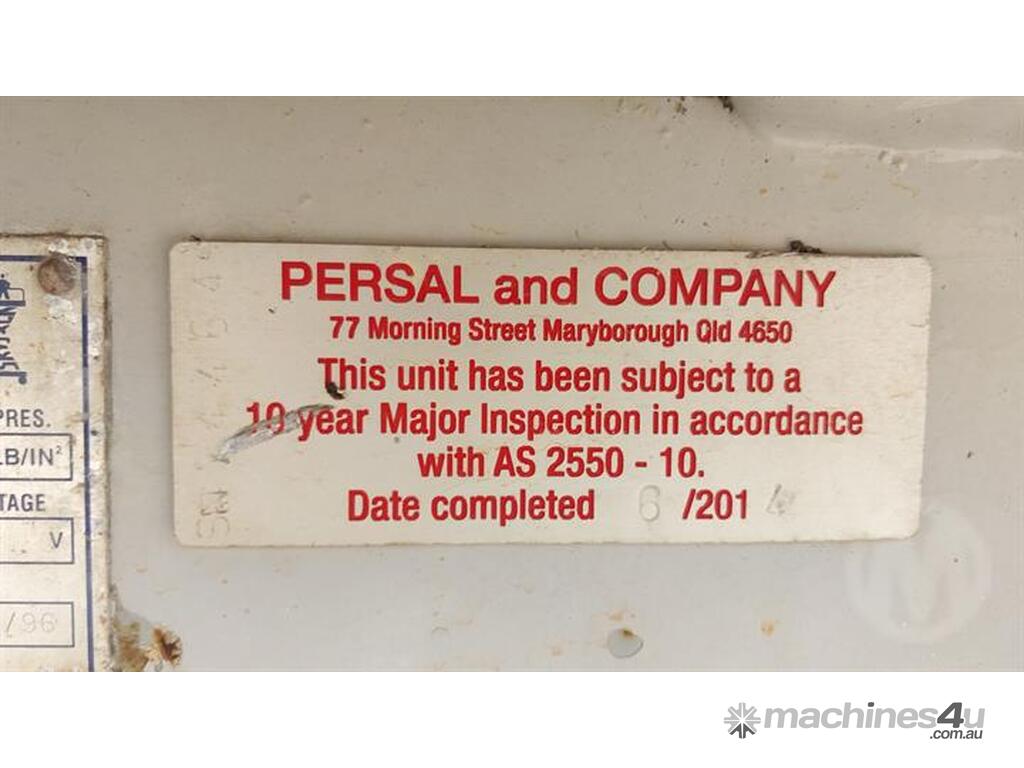 PERSAL and COMPANY
77 Morning Street Maryborough Qld 4650
This unit has been subject to a
10 year Major Inspection in accordance
with AS 2550 - 10.
Date completed 6 /2014
PRES.
LB/IN²
TAGE
V
machines4u
.com.au